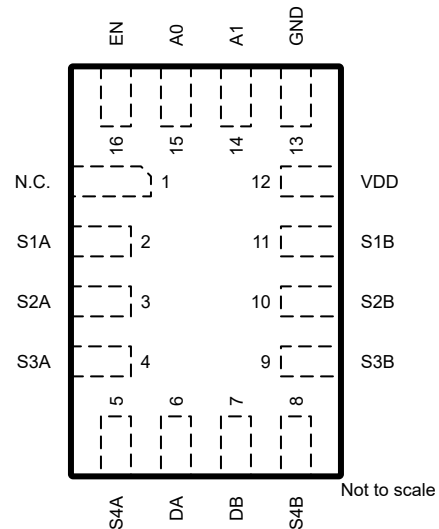 EN A0 A1 GND
16 15 14 13
N.C. 1 12 VDD
S1A 2 11 S1B
S2A 3 10 S2B
S3A 4 9 S3B
5 6 7 8
S4A DA DB S4B
Not to scale